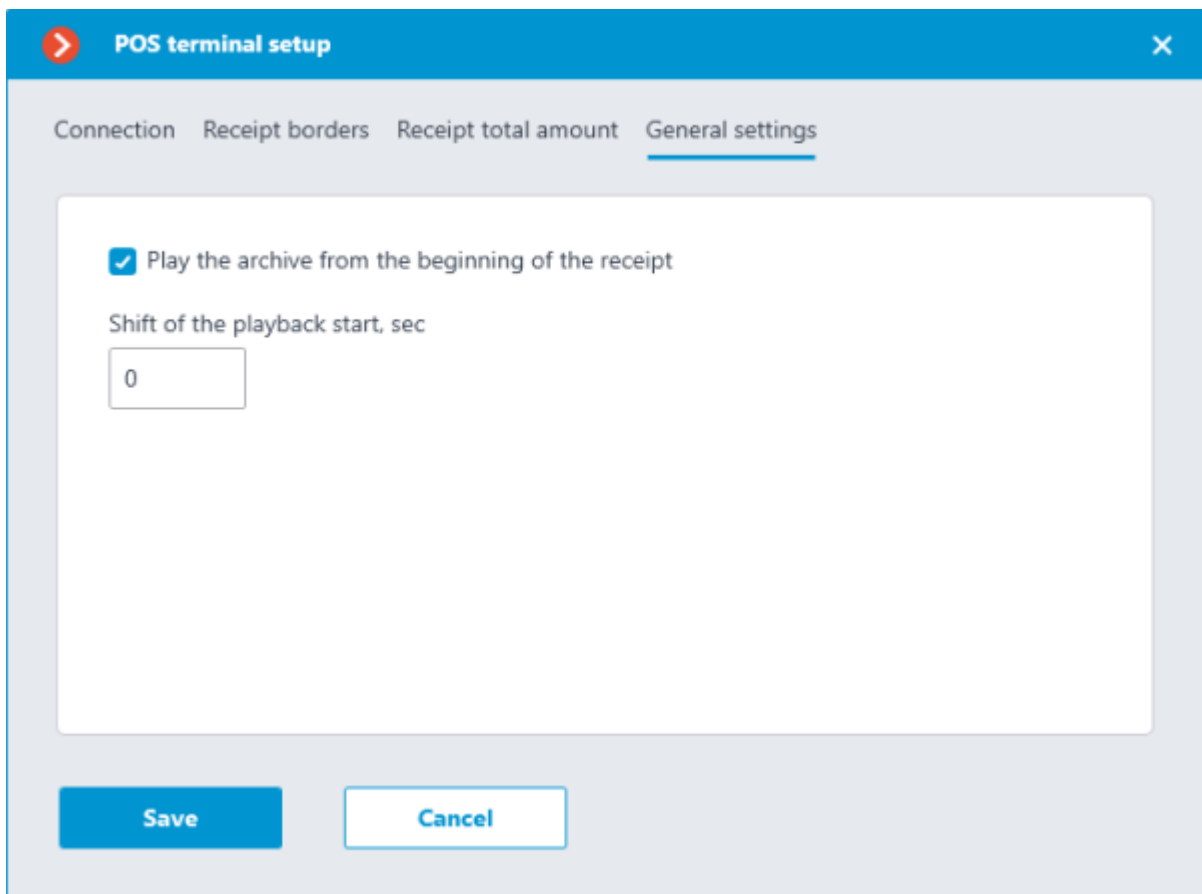 POS terminal setup
Connection Receipt borders Receipt total amount General settings
Play the archive from the beginning of the receipt
Shift of the playback start, sec
0
Save Cancel